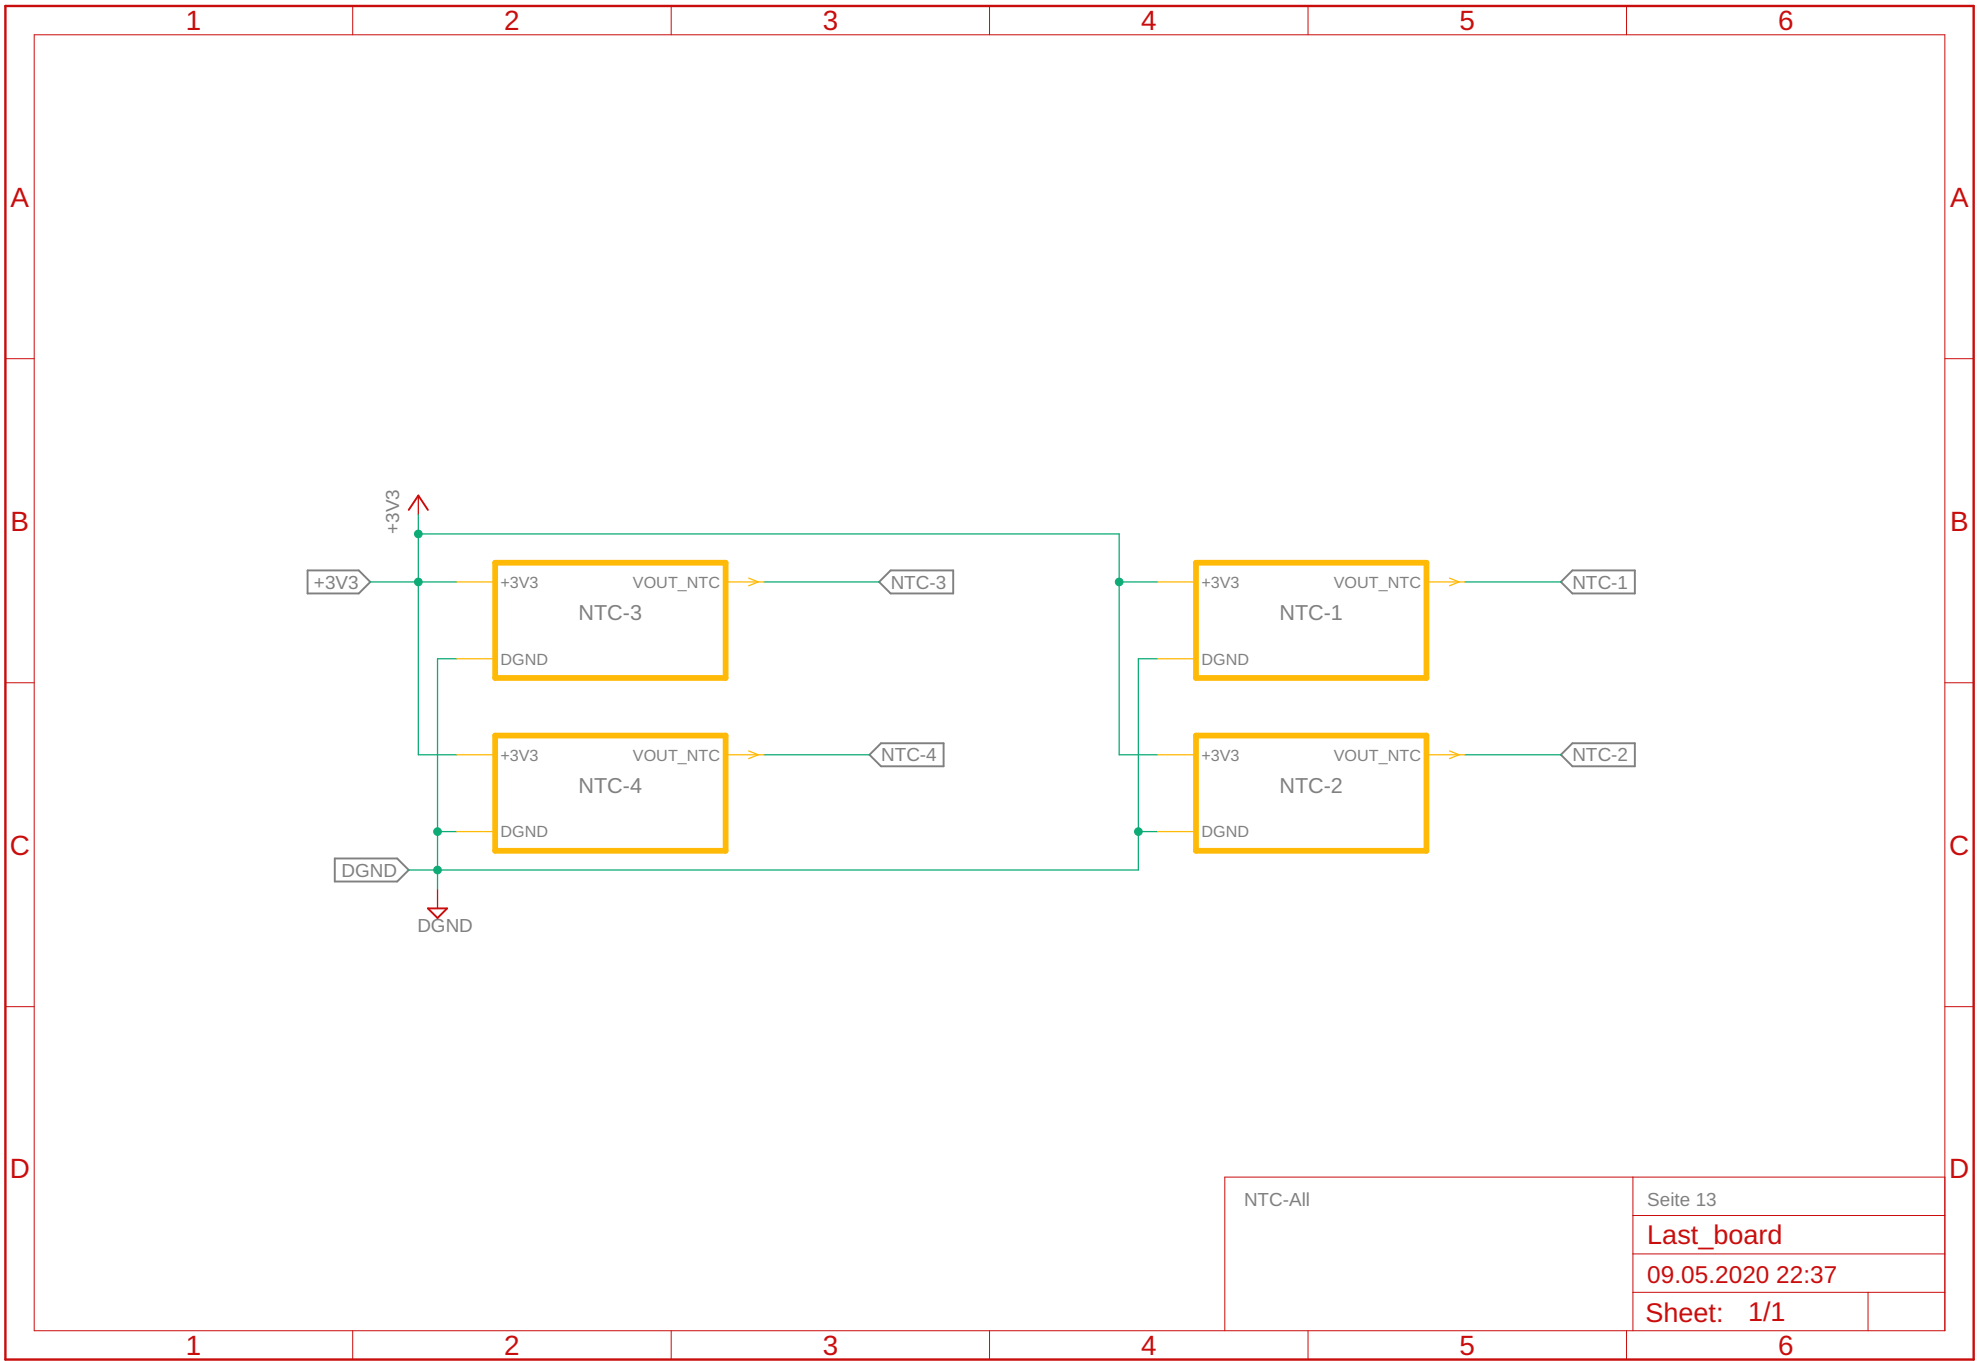 1 2 3 4 5 6
A A
+3V3
B B
+3V3 +3V3 VOUT_NTC NTC-3 +3V3 VOUT_NTC NTC-1
NTC-3 NTC-1
DGND DGND
+3V3 VOUT_NTC NTC-4 +3V3 VOUT_NTC NTC-2
NTC-4 NTC-2
DGND DGND
C C
DGND
DGND
D D
NTC-All Seite 13
Last_board
09.05.2020 22:37
Sheet: 1/1
1 2 3 4 5 6